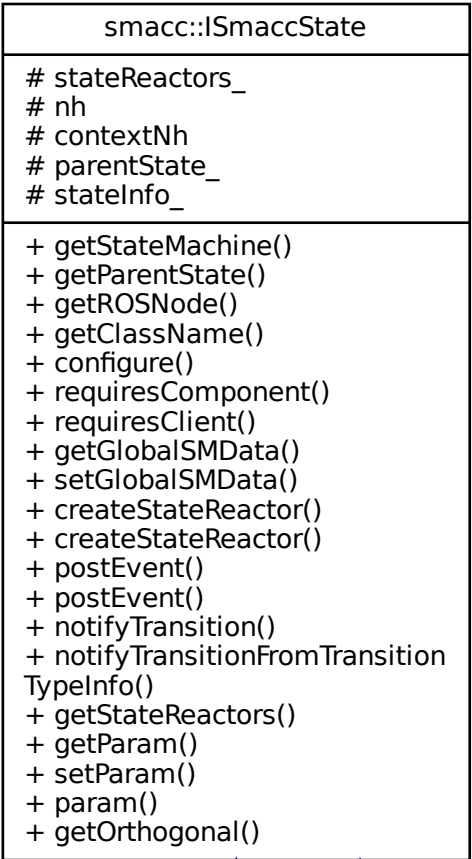 smacc::ISmaccState
# stateReactors_
# nh
# contextNh
# parentState_
# stateInfo_
+ getStateMachine()
+ getParentState()
+ getROSNode()
+ getClassName()
+ configure()
+ requiresComponent()
+ requiresClient()
+ getGlobalSMData()
+ setGlobalSMData()
+ createStateReactor()
+ createStateReactor()
+ postEvent()
+ postEvent()
+ notifyTransition()
+ notifyTransitionFromTransition
TypeInfo()
+ getStateReactors()
+ getParam()
+ setParam()
+ param()
+ getOrthogonal()